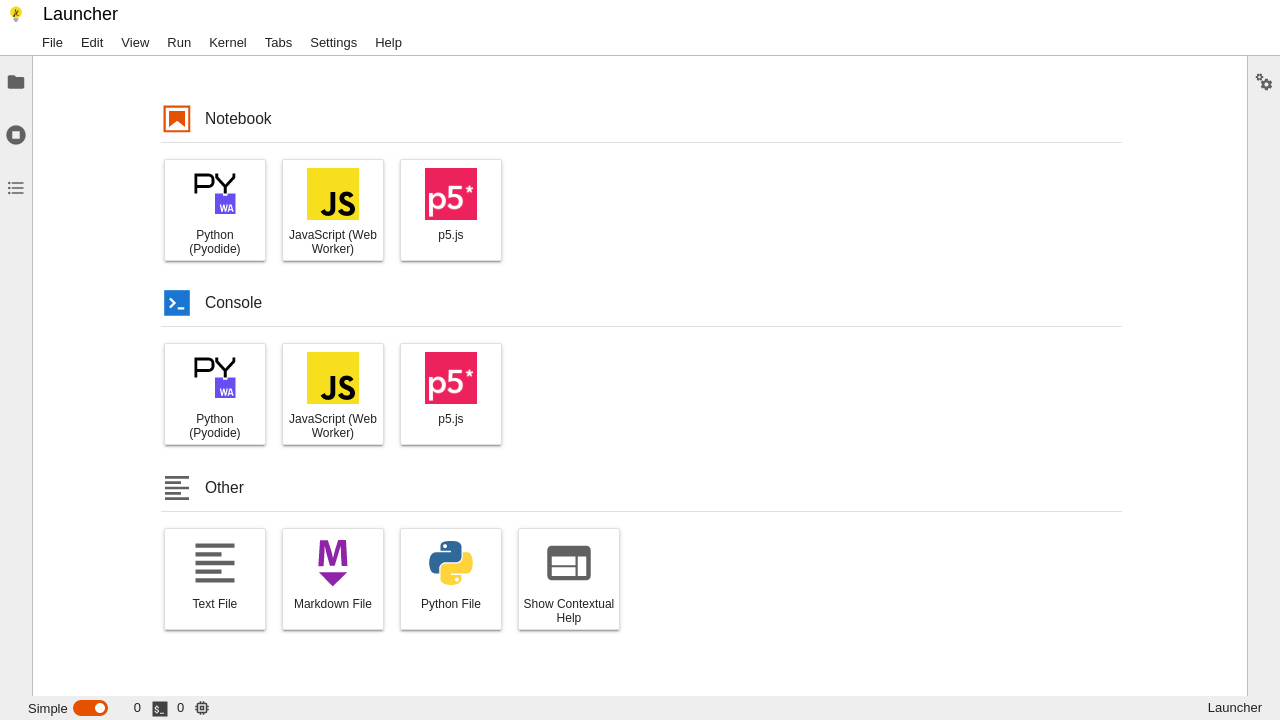 Launcher
File Edit View Run Kernel Tabs Settings Help
Notebook
PY
WA
JS
p5*
Python
(Pyodide)
JavaScript (Web
Worker)
p5.js
Console
PY
WA
JS
p5*
Python
(Pyodide)
JavaScript (Web
Worker)
p5.js
Other
M
Text File
Markdown File
Python File
Show Contextual
Help
Simple 0 $_ 0 Launcher